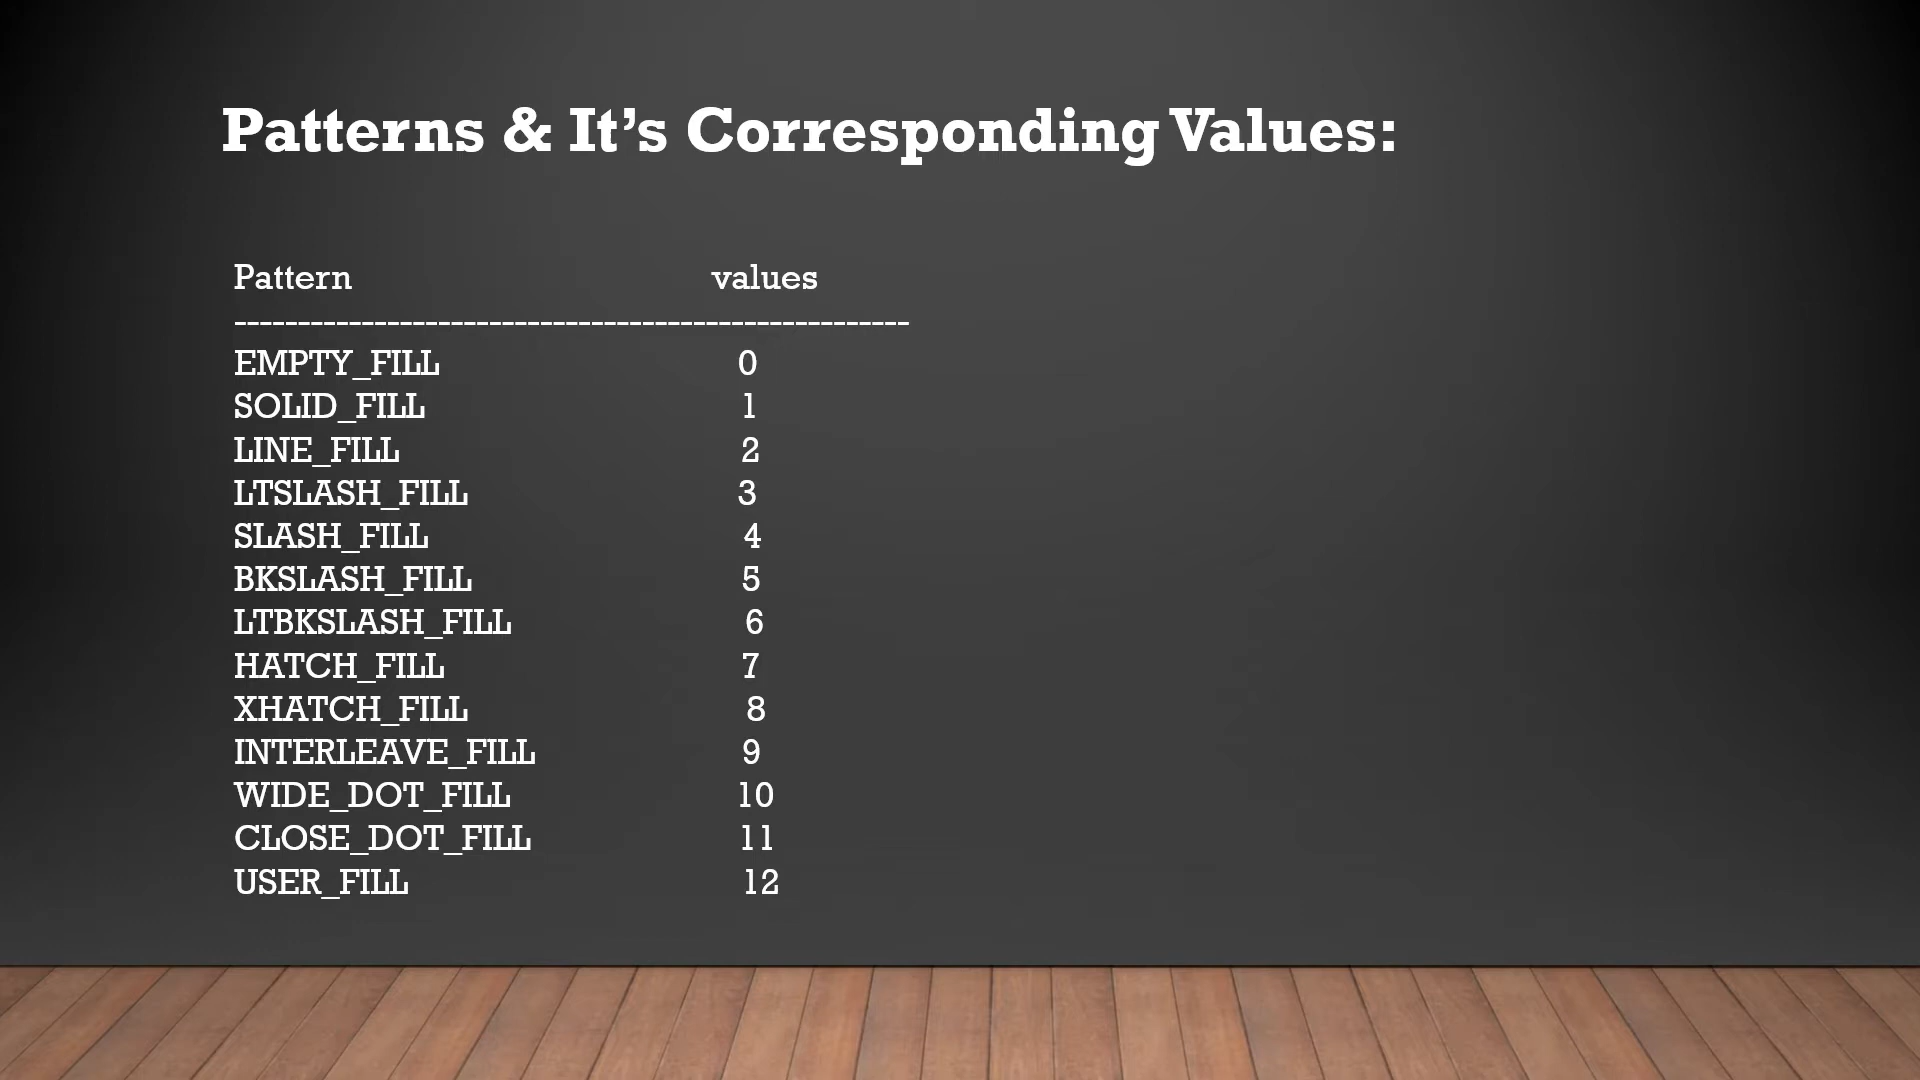 Patterns & It’s Corresponding Values:
Pattern values
-----------------------------------------------------
EMPTY_FILL 0
SOLID_FILL 1
LINE_FILL 2
LTSLASH_FILL 3
SLASH_FILL 4
BKSLASH_FILL 5
LTBKSLASH_FILL 6
HATCH_FILL 7
XHATCH_FILL 8
INTERLEAVE_FILL 9
WIDE_DOT_FILL 10
CLOSE_DOT_FILL 11
USER_FILL 12